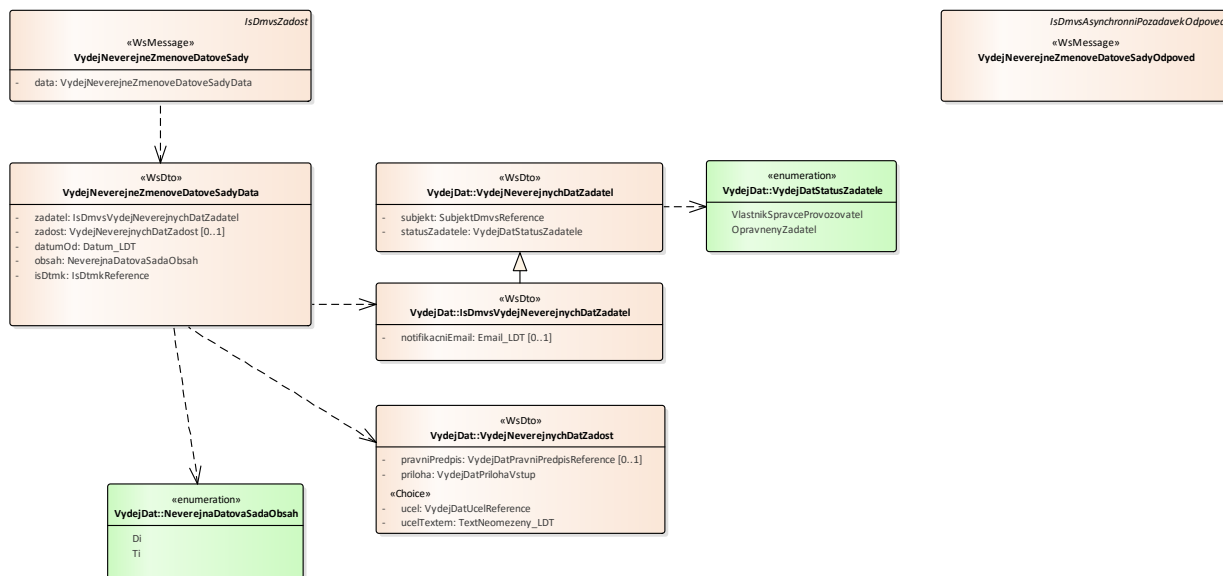 IsDmvsZadost
«WsMessage»
VydejNeverejneZmenoveDatoveSady
- data: VydejNeverejneZmenoveDatoveSadyData
IsDmvsAsynchronniPozadavekOdpoved
«WsMessage»
VydejNeverejneZmenoveDatoveSadyOdpoved
«WsDto»
VydejNeverejneZmenoveDatoveSadyData
- zadatel: IsDmvsVydejNeverejnychDatZadatel
- zadost: VydejNeverejnychDatZadost [0..1]
- datumOd: Datum_LDT
- obsah: NeverejnaDatovaSadaObsah
- isDtmk: IsDtmkReference
«WsDto»
VydejDat::VydejNeverejnychDatZadatel
- subjekt: SubjektDmvsReference
- statusZadatele: VydejDatStatusZadatele
«enumeration»
VydejDat::VydejDatStatusZadatele
VlastnikSpravceProvozovatel
OpravnenyZadatel
«WsDto»
VydejDat::IsDmvsVydejNeverejnychDatZadatel
- notifikacniEmail: Email_LDT [0..1]
«WsDto»
VydejDat::VydejNeverejnychDatZadost
- pravniPredpis: VydejDatPravniPredpisReference [0..1]
- priloha: VydejDatPrilohaVstup
«Choice»
- ucel: VydejDatUcelReference
- ucelTextem: TextNeomezeny_LDT
«enumeration»
VydejDat::NeverejnaDatovaSadaObsah
Di
Ti